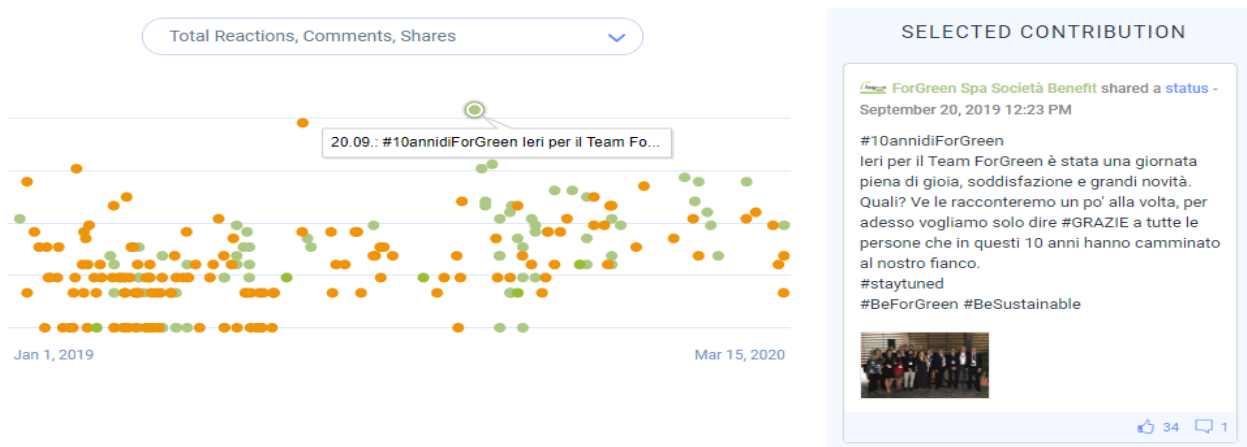 Total Reactions, Comments, Shares
20.09.: #10annidiForGreen Ieri per il Team Fo...
Jan 1, 2019
Mar 15, 2020
SELECTED CONTRIBUTION
ForGreen Spa Società Benefit shared a status -
September 20, 2019 12:23 PM
#10annidiForGreen
Ieri per il Team ForGreen è stata una giornata
piena di gioia, soddisfazione e grandi novità.
Quali? Ve le racconteremo un po' alla volta, per
adesso vogliamo solo dire #GRAZIE a tutte le
persone che in questi 10 anni hanno camminato
al nostro fianco.
#staytuned
#BeForGreen #BeSustainable
34
1